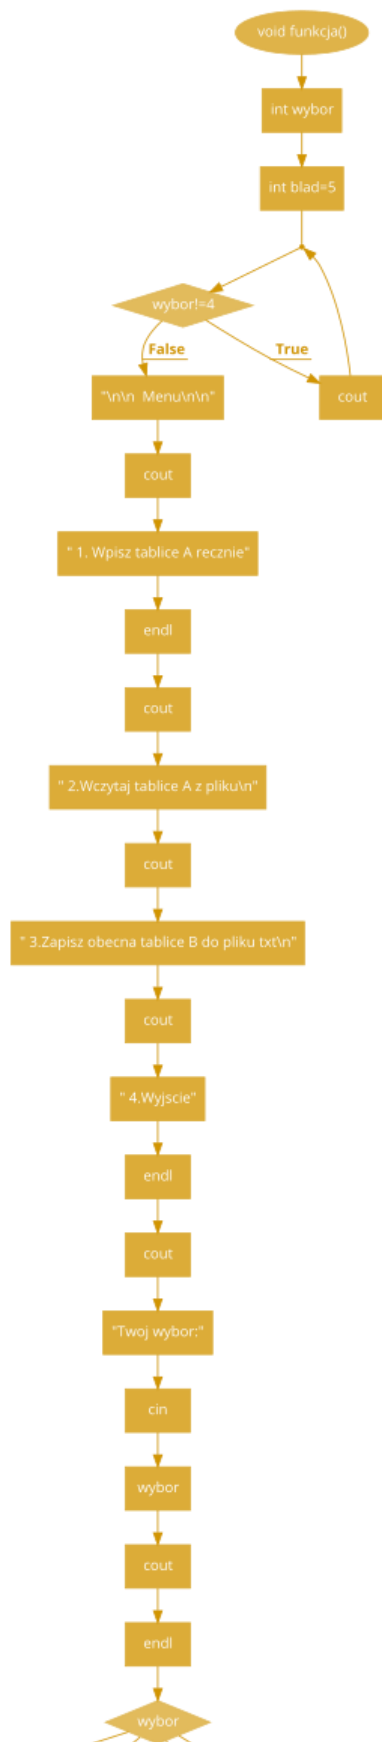 void funkcja()
int wybor
int blad=5
wybor!=4
False
True
"\n\n  Menu\n\n"
cout
cout
" 1. Wpisz tablice A recznie"
endl
cout
" 2.Wczytaj tablice A z pliku\n"
cout
" 3.Zapisz obecna tablice B do pliku txt\n"
cout
" 4.Wyjscie"
endl
cout
"Twoj wybor:"
cin
wybor
cout
endl
wybor